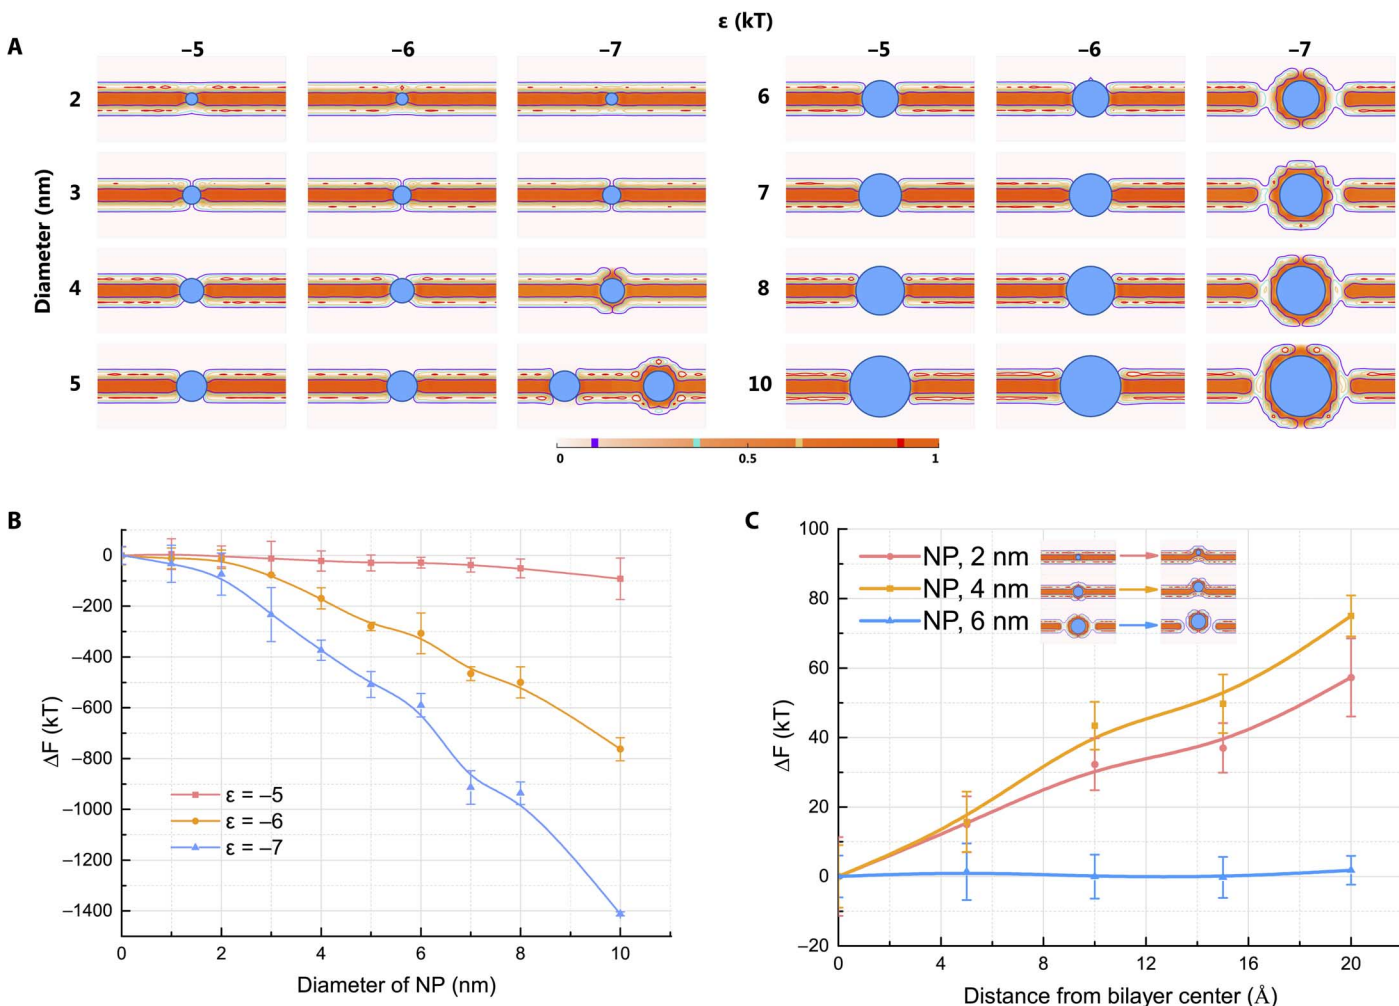 ε (kT)
A
–5 –6 –7 –5 –6 –7
Diameter (nm)
2
3
4
5
6
7
8
10
0 0.5 1
B
ΔF (kT)
0
–200
–400
–600
–800
–1000
–1200
–1400
ε = –5
ε = –6
ε = –7
0 2 4 6 8 10
Diameter of NP (nm)
C
ΔF (kT)
100
80
60
40
20
0
–20
NP, 2 nm
NP, 4 nm
NP, 6 nm
0 4 8 12 16 20
Distance from bilayer center (Å)